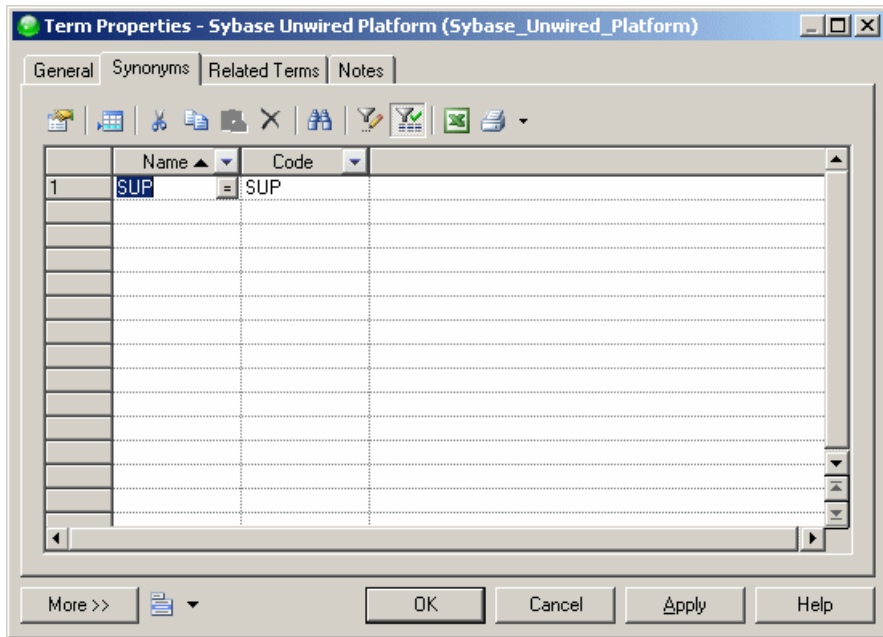 Term Properties - Sybase Unwired Platform (Sybase_Unwired_Platform)
General Synonyms Related Terms Notes
Name Code
1 SUP = SUP
More >> OK Cancel Apply Help